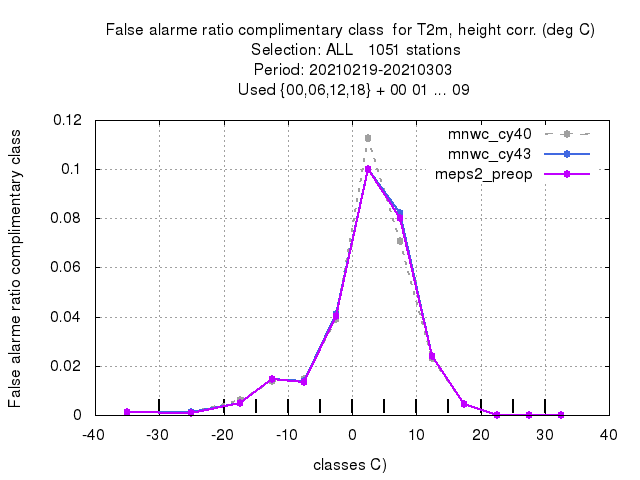 False alarme ratio complimentary class  for T2m, height corr. (deg C)
Selection: ALL   1051 stations
Period: 20210219-20210303
Used {00,06,12,18} + 00 01 ... 09
False alarme ratio complimentary class
0.12
0.1
0.08
0.06
0.04
0.02
0
mnwc_cy40
mnwc_cy43
meps2_preop
-40 -30 -20 -10 0 10 20 30 40
classes C)